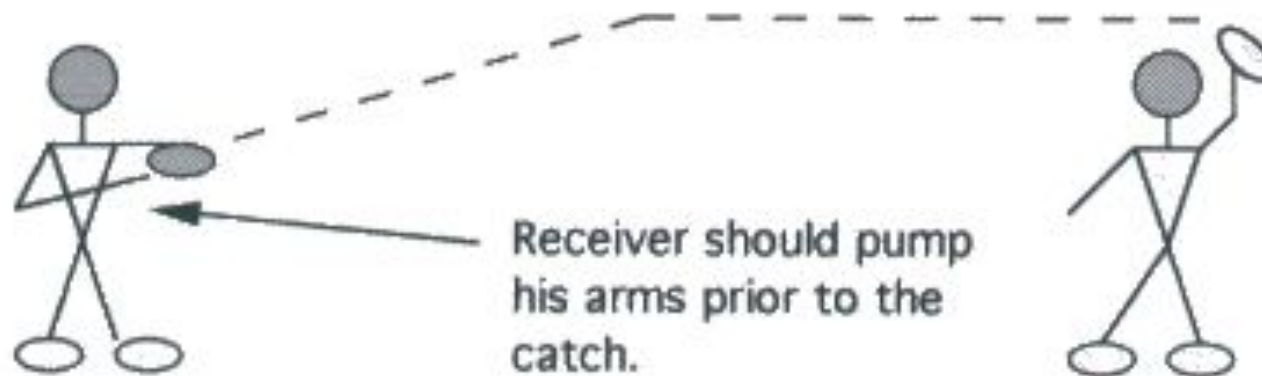 Receiver should pump
his arms prior to the
catch.